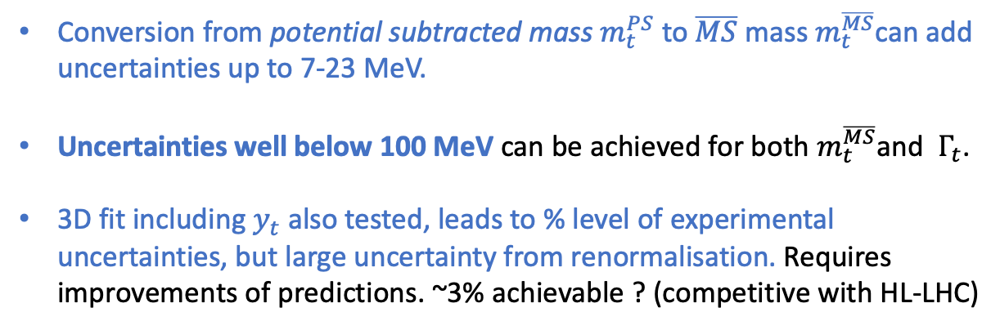 • Conversion from potential subtracted mass $m_t^{PS}$ to $\overline{MS}$ mass $m_t^{\overline{MS}}$ can add
uncertainties up to 7-23 MeV.
• Uncertainties well below 100 MeV can be achieved for both $m_t^{\overline{MS}}$ and $\Gamma_t$.
• 3D fit including $y_t$ also tested, leads to % level of experimental
uncertainties, but large uncertainty from renormalisation. Requires
improvements of predictions. ~3% achievable ? (competitive with HL-LHC)